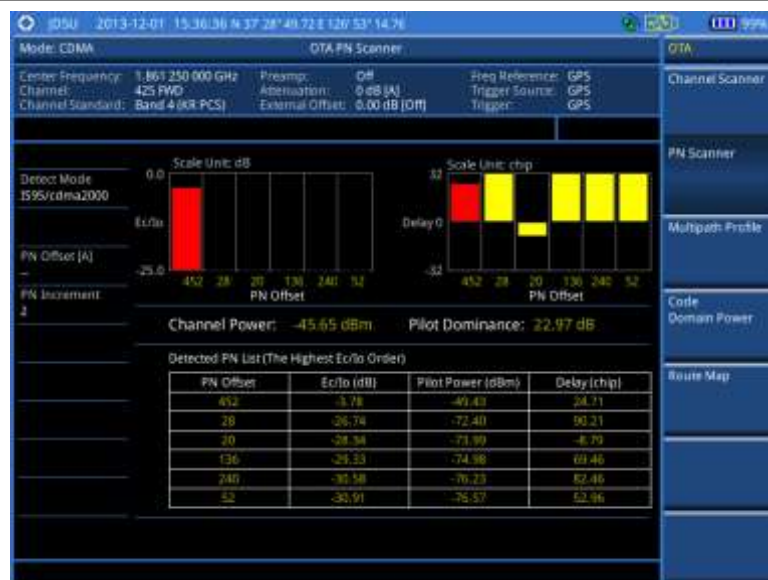 JDSU 2013-12-01 15:36:36 N 37° 28' 49.72 E 126° 53' 14.76 99%
Mode: CDMA OTA PN Scanner OTA
Center Frequency: 1.861 250 000 GHz Preamp: Off Freq Reference: GPS
Channel: 425 FWD Attenuation: 0 dB [A] Trigger Source: GPS
Channel Standard: Band 4 (KR PCS) External Offset: 0.00 dB [Off] Trigger: GPS
Channel Scanner
PN Scanner
Multipath Profile
Code
Domain Power
Route Map
Detect Mode
IS95/cdma2000
PN Offset [A]
--
PN Increment
2
Scale Unit: dB
0.0
Ec/Io
-25.0
452 28 20 136 240 52
PN Offset
Scale Unit: chip
32
Delay 0
-32
452 28 20 136 240 52
PN Offset
Channel Power: -45.65 dBm Pilot Dominance: 22.97 dB
Detected PN List (The Highest Ec/Io Order)
PN Offset Ec/Io (dB) Pilot Power (dBm) Delay (chip)
452 -3.78 -49.43 24.71
28 -26.74 -72.40 90.21
20 -28.34 -73.99 -8.79
136 -29.33 -74.98 69.46
240 -30.58 -76.23 82.46
52 -30.91 -76.57 52.96